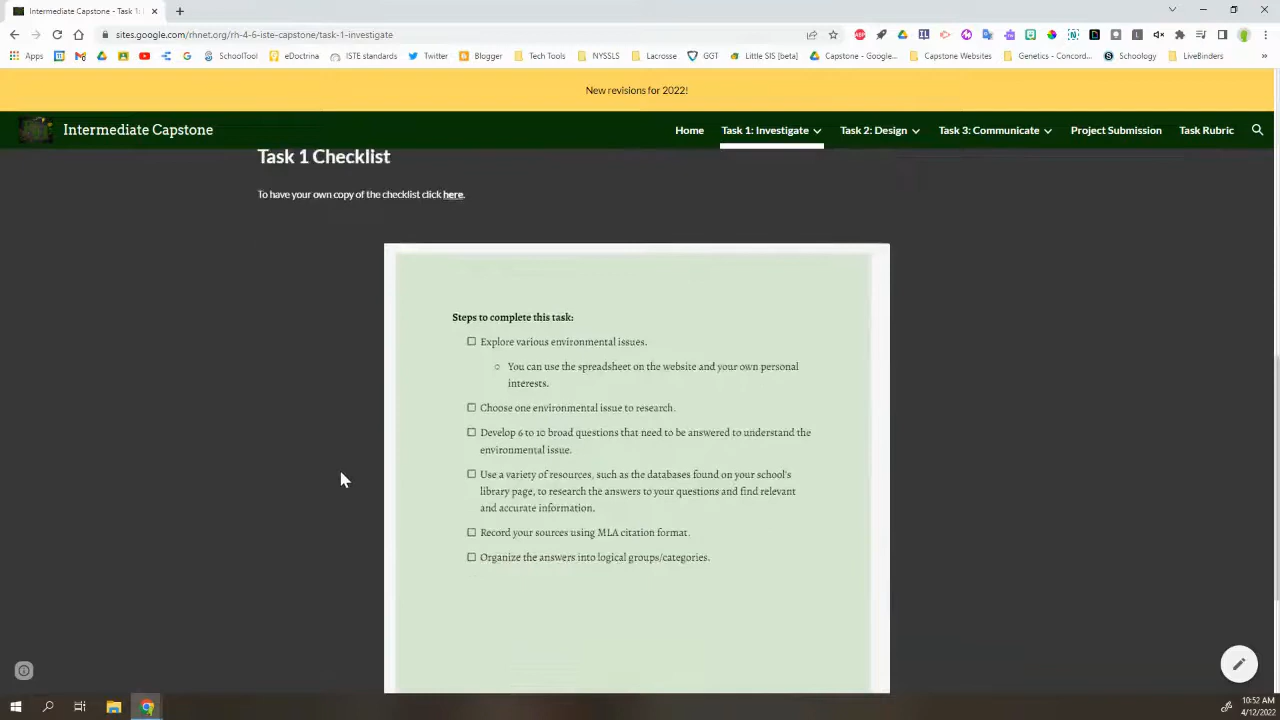 Intermediate Capstone - Task 1:
sites.google.com/rhnet.org/rh-4-6-iste-capstone/task-1-investigate
Apps
SchoolTool
eDoctrina
ISTE standards
Twitter
Blogger
Tech Tools
NYSSLS
Lacrosse
GGT
Little SIS [beta]
Capstone - Google...
Capstone Websites
Genetics - Concord...
Schoology
LiveBinders
New revisions for 2022!
Intermediate Capstone
Home
Task 1: Investigate
Task 2: Design
Task 3: Communicate
Project Submission
Task Rubric
Task 1 Checklist
To have your own copy of the checklist click here.
Steps to complete this task:
Explore various environmental issues.
You can use the spreadsheet on the website and your own personal
interests.
Choose one environmental issue to research.
Develop 6 to 10 broad questions that need to be answered to understand the
environmental issue.
Use a variety of resources, such as the databases found on your school's
library page, to research the answers to your questions and find relevant
and accurate information.
Record your sources using MLA citation format.
Organize the answers into logical groups/categories.
10:52 AM
4/12/2022